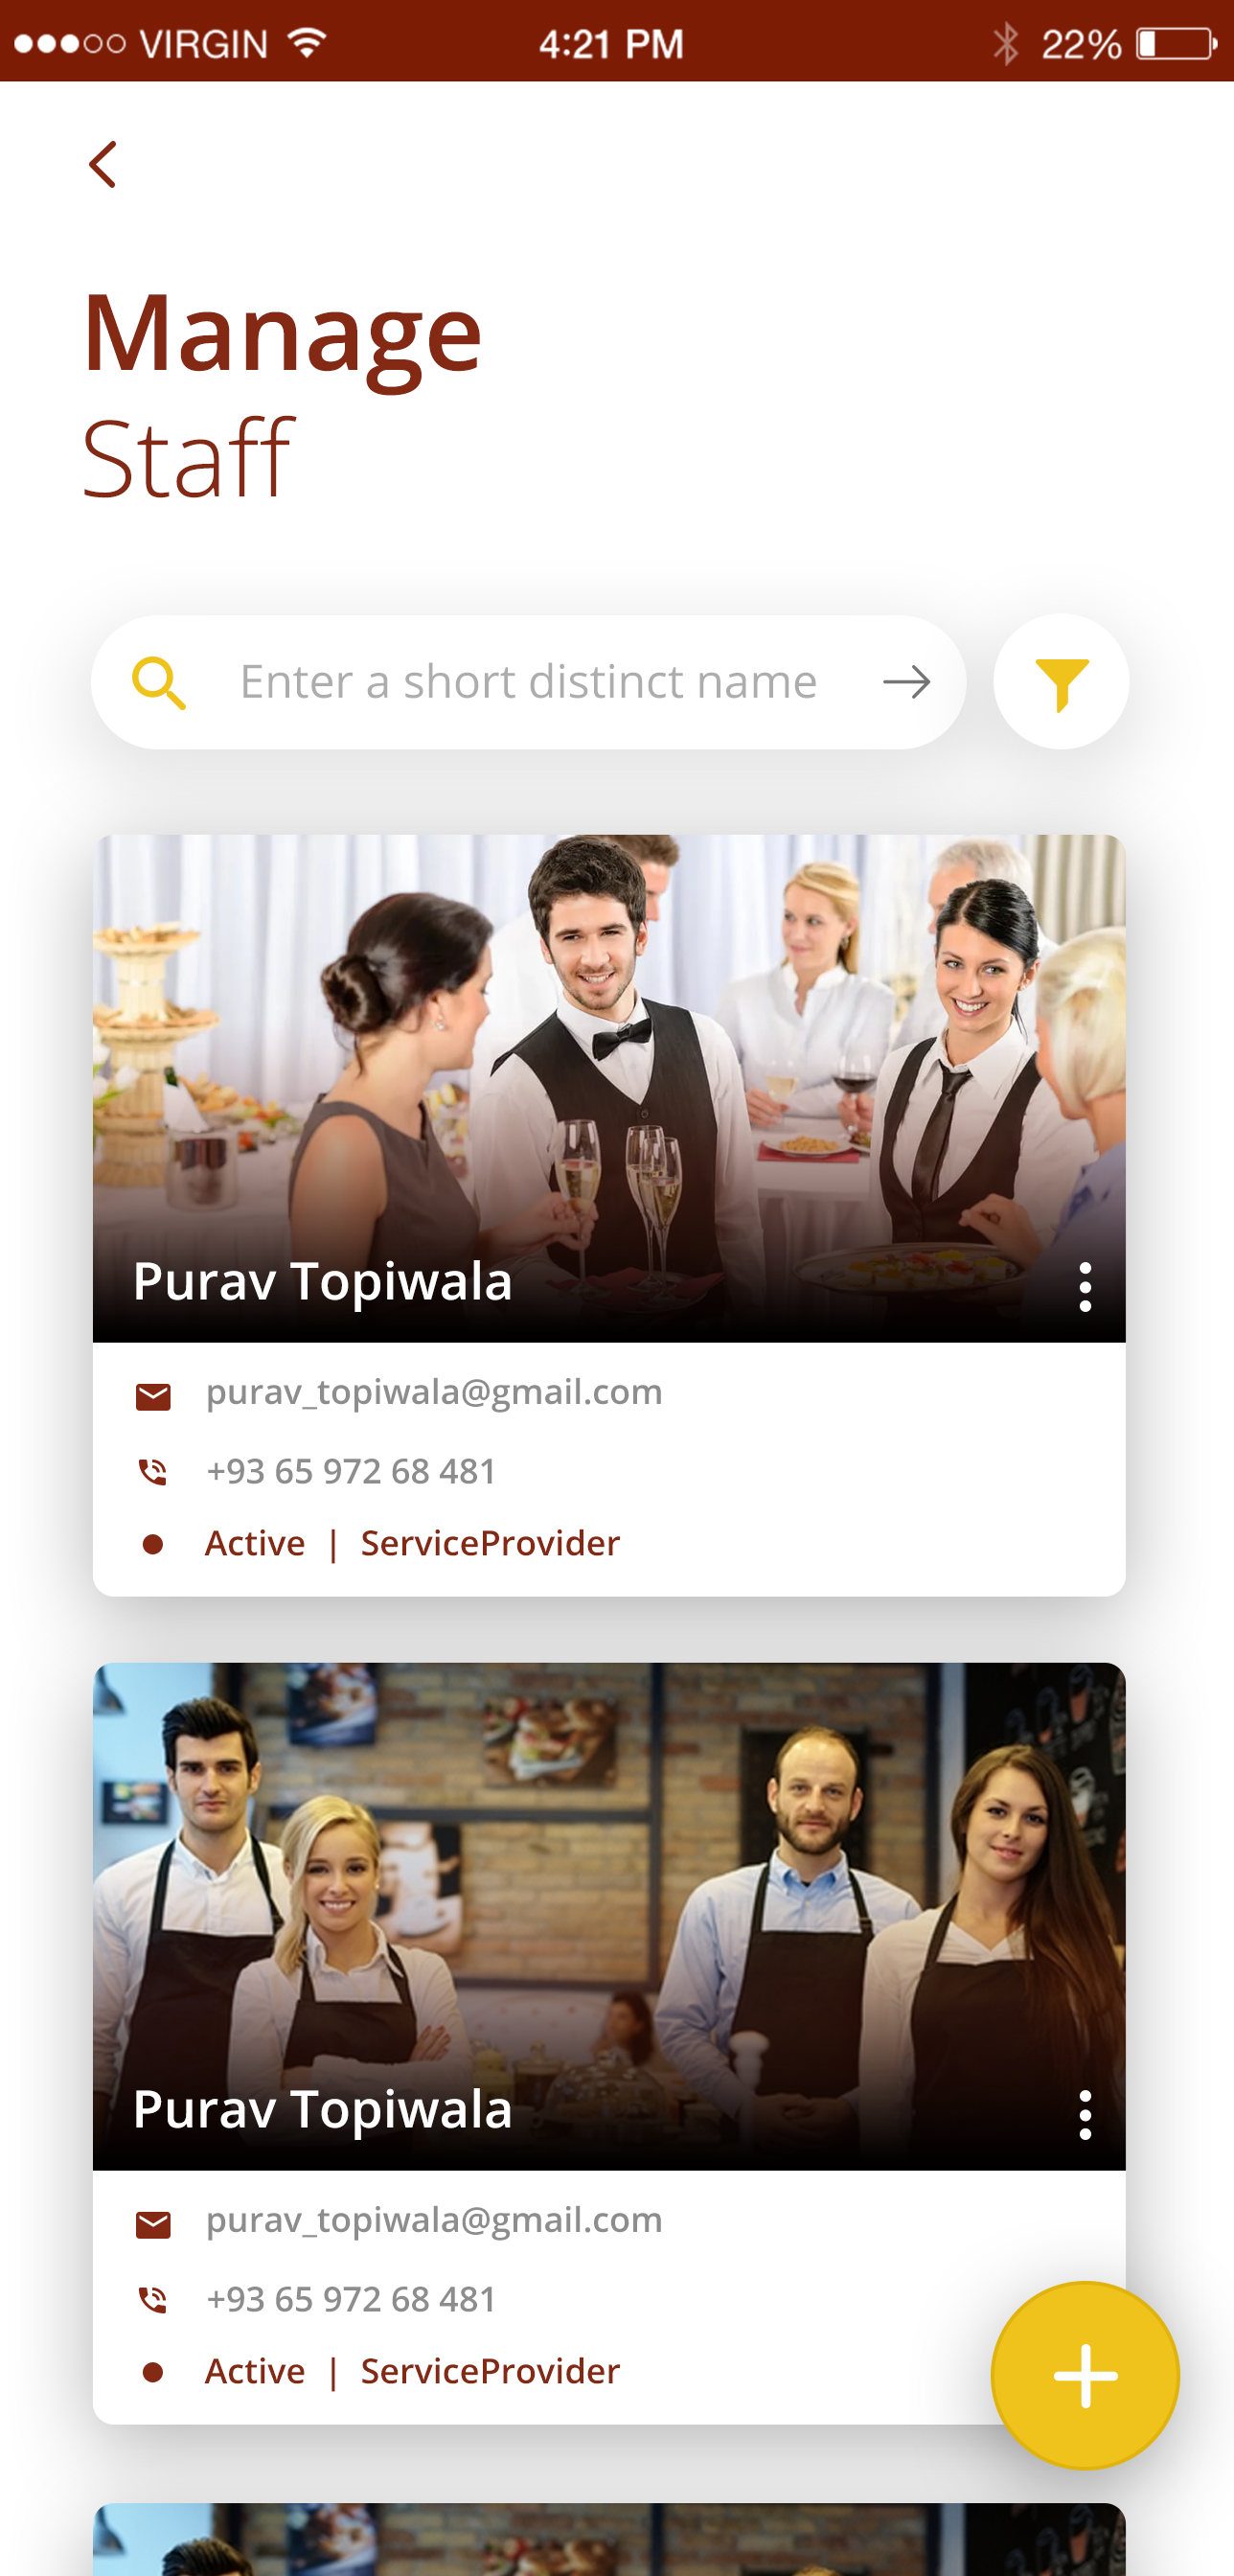 VIRGIN 4:21 PM 22%
Manage
Staff
Enter a short distinct name
Purav Topiwala
purav_topiwala@gmail.com
+93 65 972 68 481
Active | ServiceProvider
Purav Topiwala
purav_topiwala@gmail.com
+93 65 972 68 481
Active | ServiceProvider